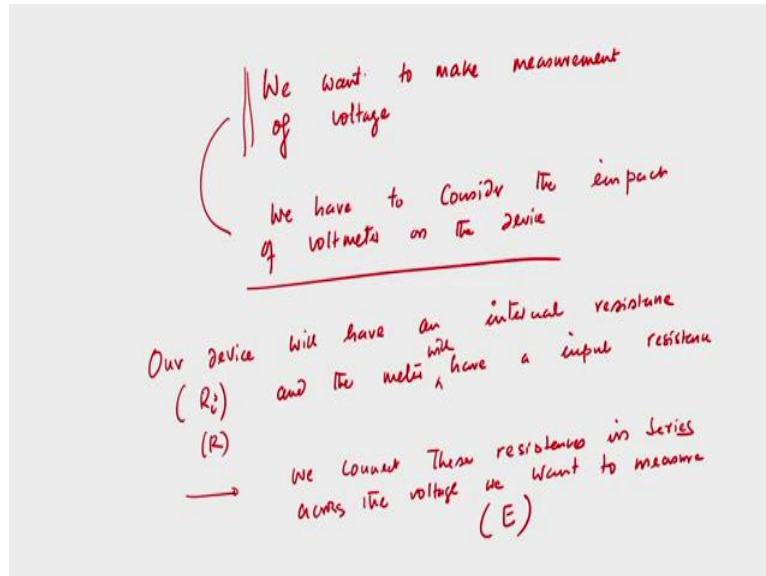 We want to make measurement
of voltage
We have to Consider the impact
of voltmeter on the device
Our device will have an internal resistance
(Ri) and the meter will have a input resistance
(R)
→ We Connect These resistances in Series
across the voltage we want to measure
(E)